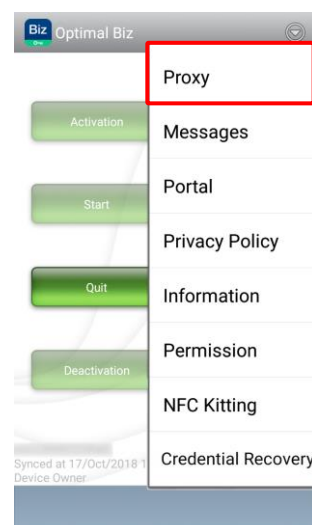 Biz
One
Optimal Biz
Proxy
Activation
Messages
Portal
Start
Privacy Policy
Quit
Information
Permission
Deactivation
NFC Kitting
Credential Recovery
Synced at 17/Oct/2018 1
Device Owner